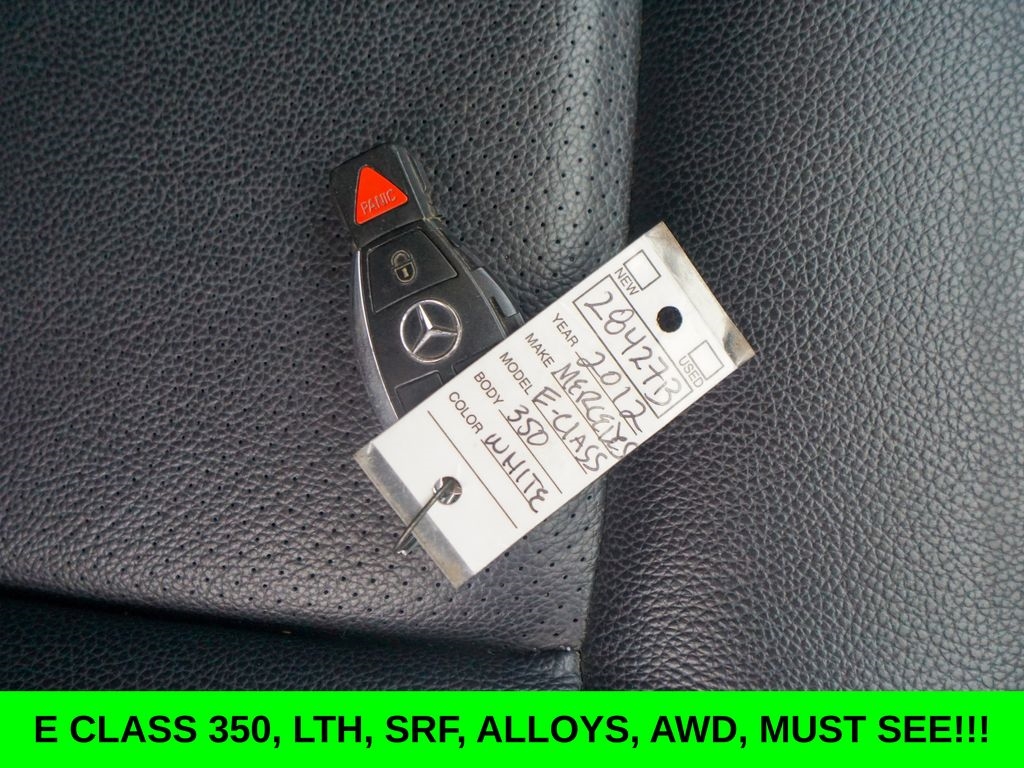 PANIC
NEW
USED
284273
YEAR 2012
MAKE MERCEDES
MODEL E-CLASS
BODY 350
COLOR WHITE
E CLASS 350, LTH, SRF, ALLOYS, AWD, MUST SEE!!!